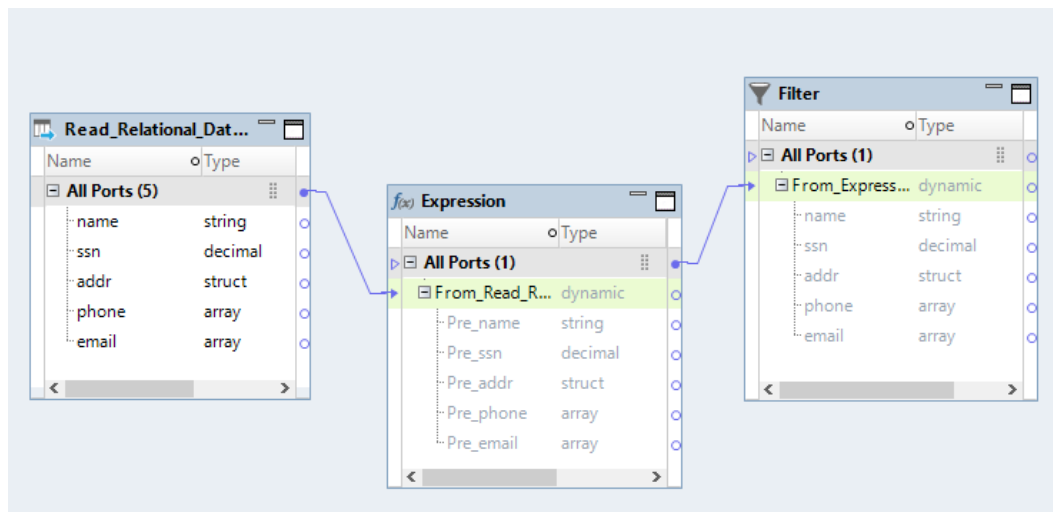 Read_Relational_Dat...
Name Type
All Ports (5)
name string
ssn decimal
addr struct
phone array
email array
f(x) Expression
Name Type
All Ports (1)
From_Read_R... dynamic
Pre_name string
Pre_ssn decimal
Pre_addr struct
Pre_phone array
Pre_email array
Filter
Name Type
All Ports (1)
From_Express... dynamic
name string
ssn decimal
addr struct
phone array
email array